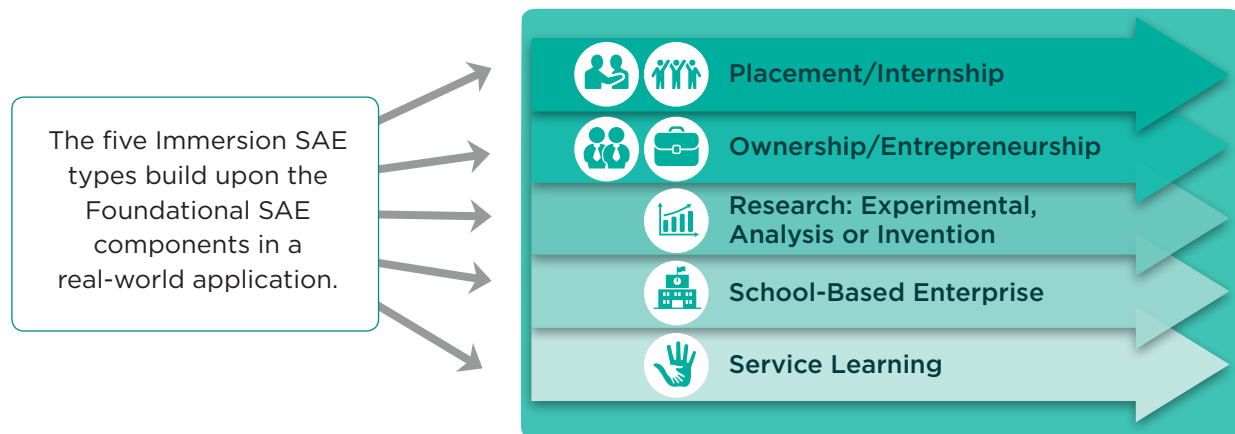 The five Immersion SAE
types build upon the
Foundational SAE
components in a
real-world application.
Placement/Internship
Ownership/Entrepreneurship
Research: Experimental,
Analysis or Invention
School-Based Enterprise
Service Learning